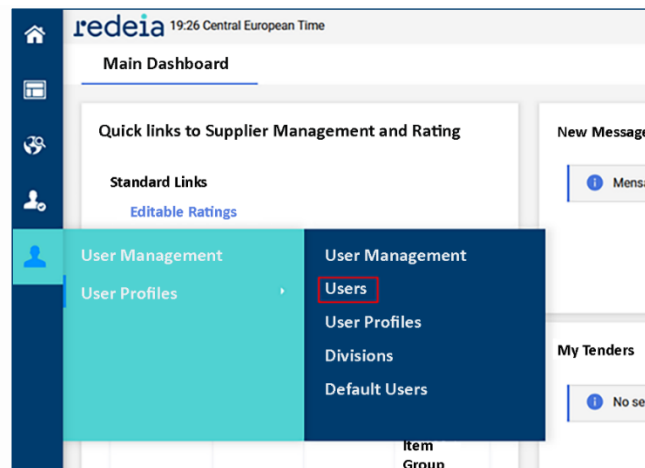 redeia 19:26 Central European Time
Main Dashboard
Quick links to Supplier Management and Rating
New Message
Standard Links
Mensa
Editable Ratings
User Management
User Profiles
User Management
Users
User Profiles
Divisions
Default Users
My Tenders
No se
Item
Group